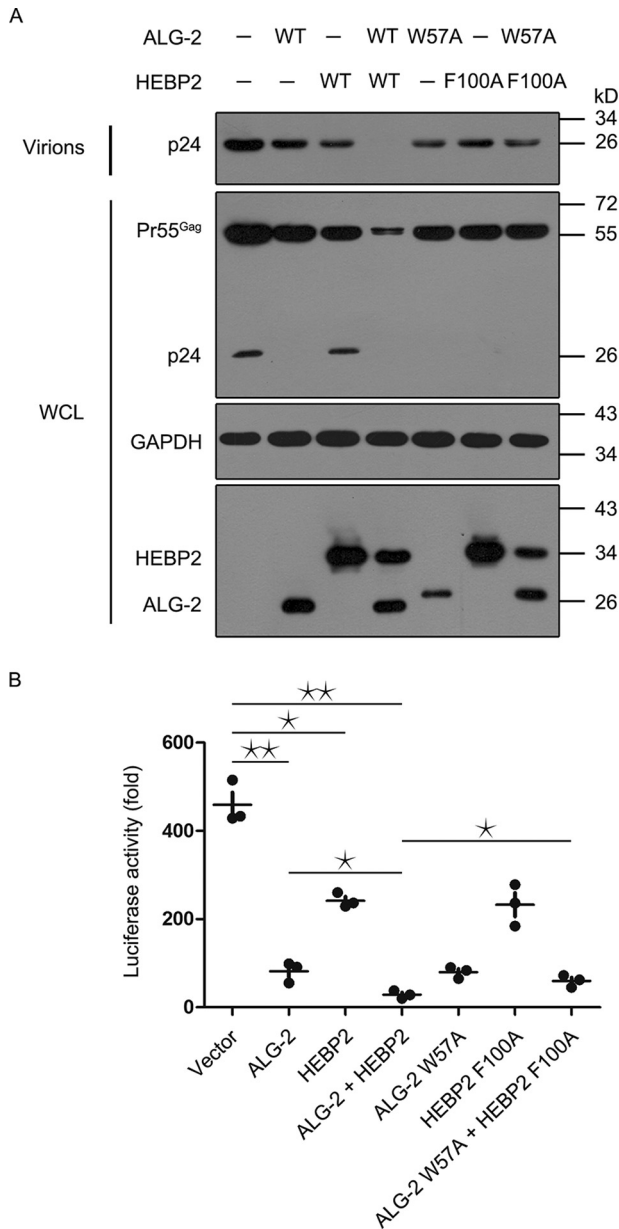 A
ALG-2 – WT – WT W57A – W57A
HEBP2 – – WT WT – F100A F100A
kD
34
Virions p24 26
72
Pr55Gag 55
p24 26
WCL
43
GAPDH
34
43
HEBP2 34
ALG-2 26
B
★★
★
★★
★ ★
600
400
200
0
Luciferase activity (fold)
Vector
ALG-2
HEBP2
ALG-2 + HEBP2
ALG-2 W57A
HEBP2 F100A
ALG-2 W57A + HEBP2 F100A